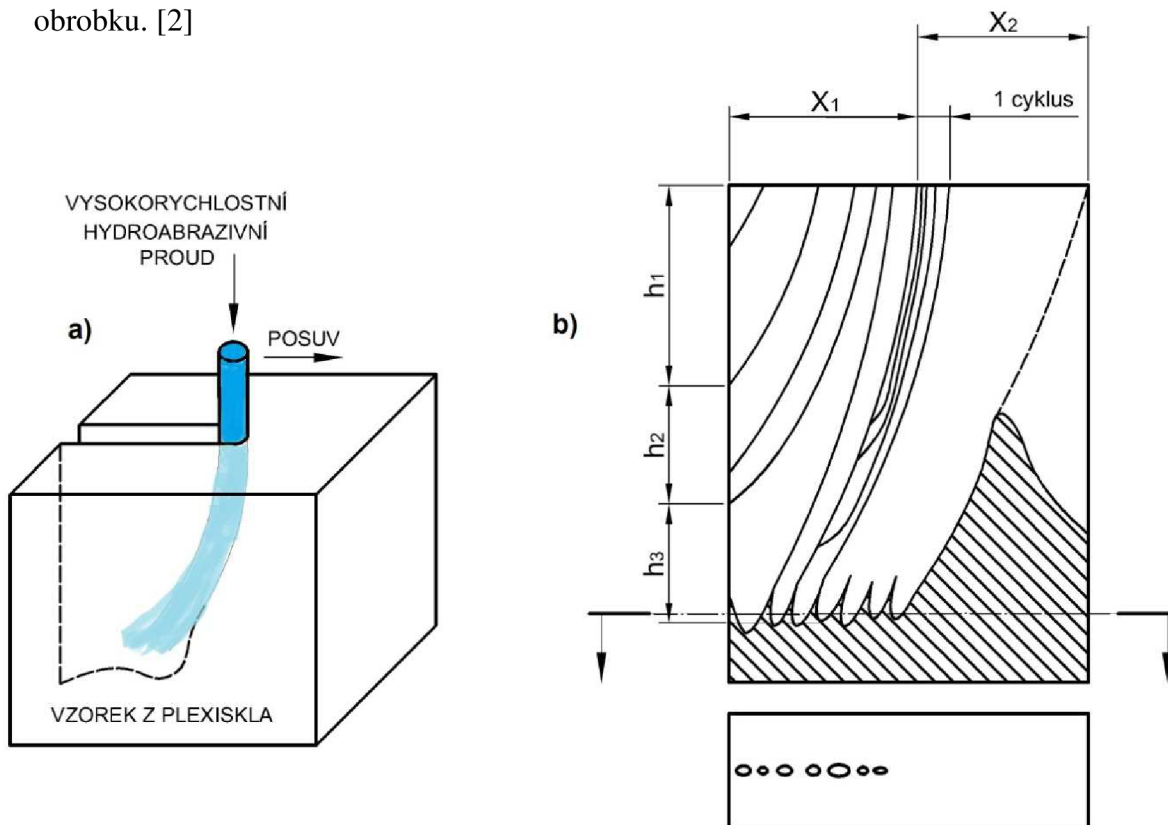 obrobku. [2]
VYSOKORYCHLOSTNÍ
HYDROABRAZIVNÍ
PROUD
a)
POSUV
VZOREK Z PLEXISKLA
b)
X2
X1
1 cyklus
h1
h2
h3